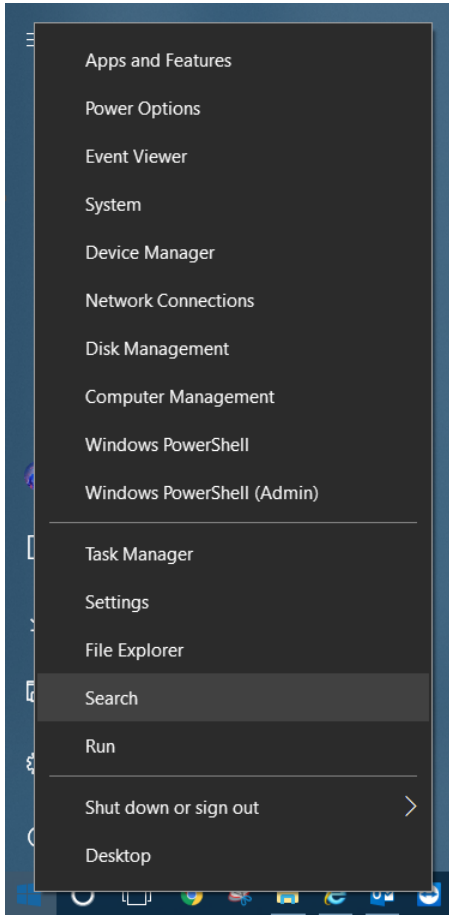 Apps and Features
Power Options
Event Viewer
System
Device Manager
Network Connections
Disk Management
Computer Management
Windows PowerShell
Windows PowerShell (Admin)
Task Manager
Settings
File Explorer
Search
Run
Shut down or sign out
Desktop